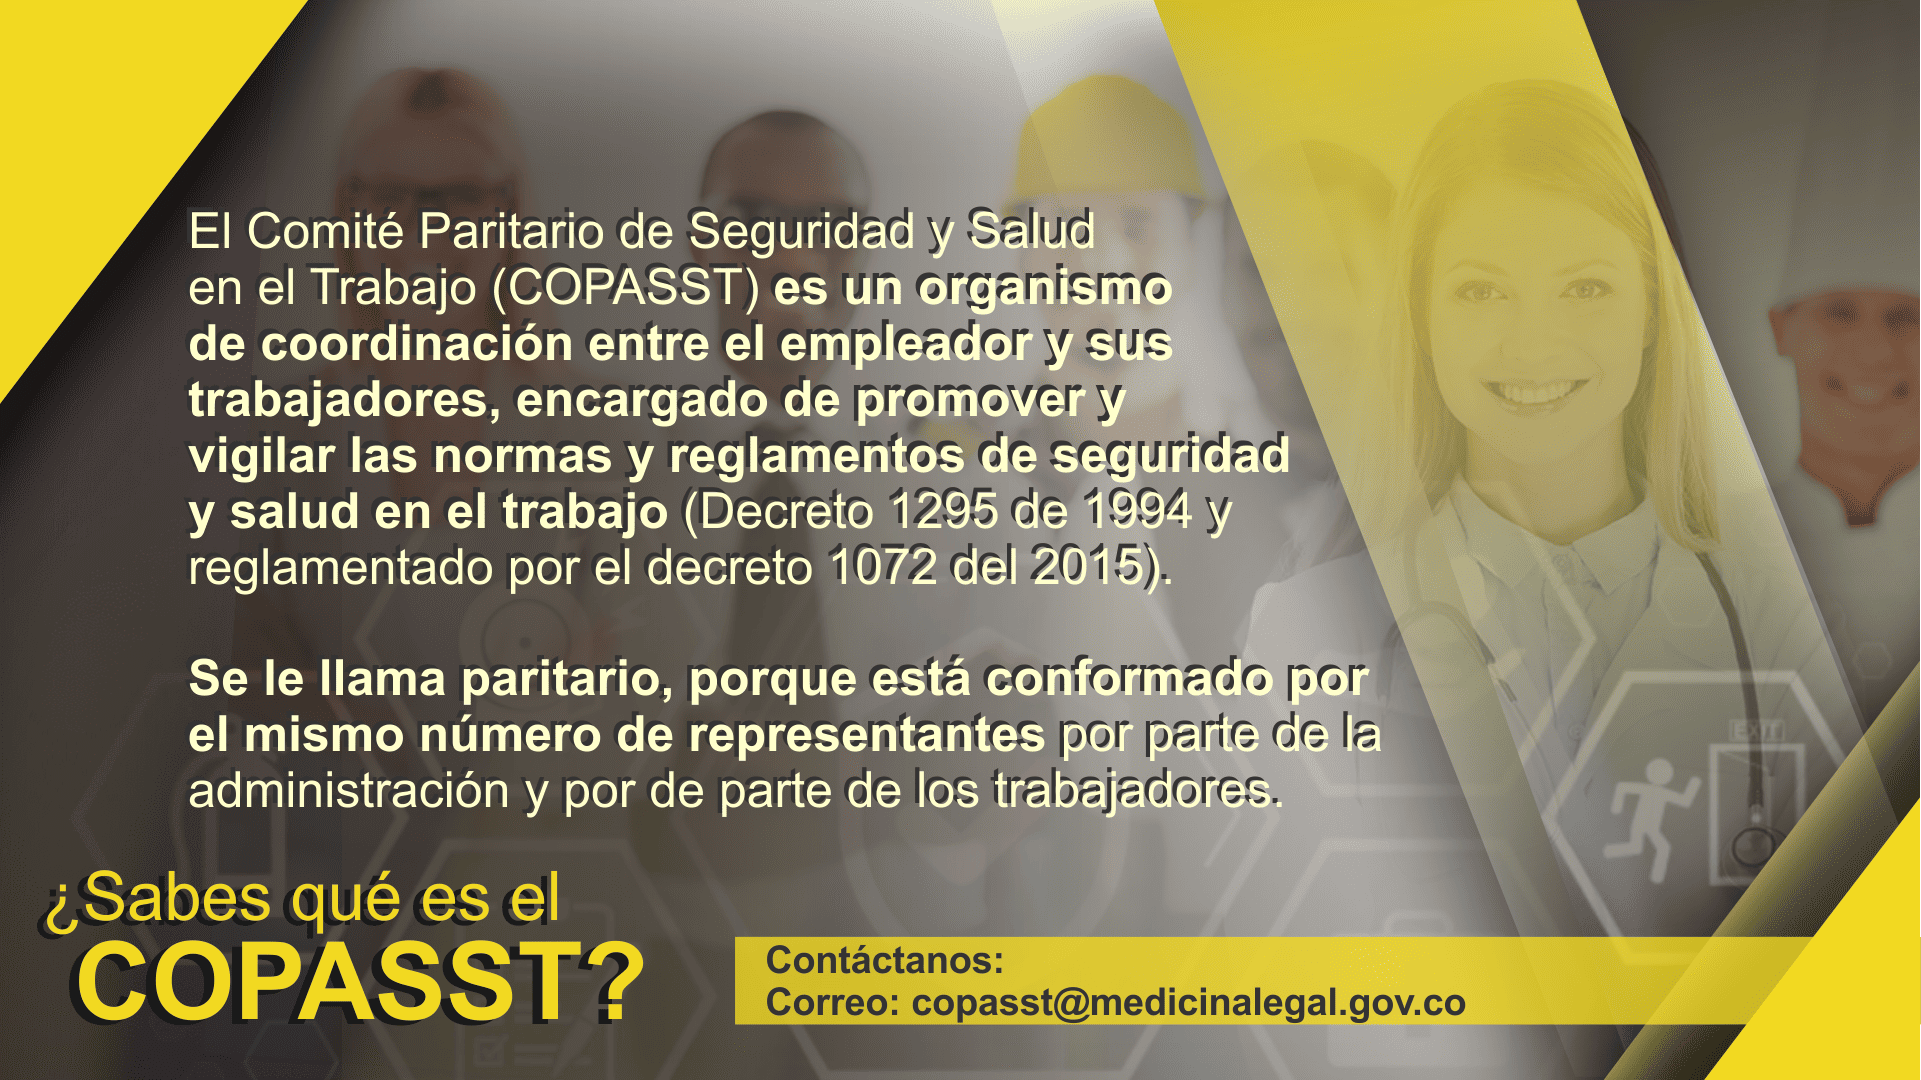 El Comité Paritario de Seguridad y Salud
en el Trabajo (COPASST) es un organismo
de coordinación entre el empleador y sus
trabajadores, encargado de promover y
vigilar las normas y reglamentos de seguridad
y salud en el trabajo (Decreto 1295 de 1994 y
reglamentado por el decreto 1072 del 2015).
Se le llama paritario, porque está conformado por
el mismo número de representantes por parte de la
administración y por de parte de los trabajadores.
EXIT
¿Sabes qué es el
COPASST?
Contáctanos:
Correo: copasst@medicinalegal.gov.co